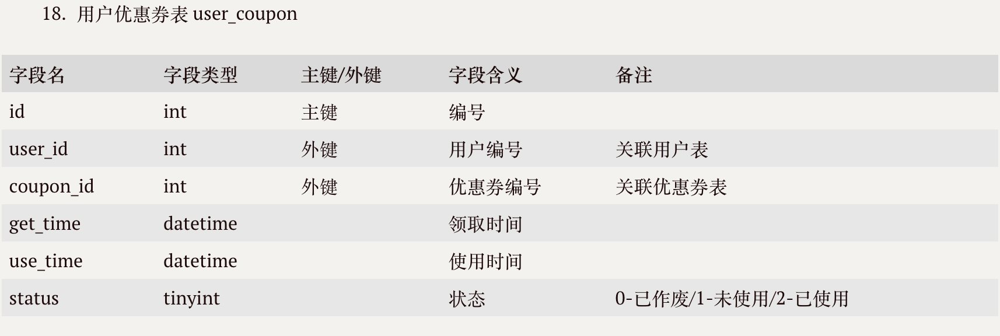 18. 用户优惠券表 user_coupon
字段名 字段类型 主键/外键 字段含义 备注
id int 主键 编号
user_id int 外键 用户编号 关联用户表
coupon_id int 外键 优惠券编号 关联优惠券表
get_time datetime 领取时间
use_time datetime 使用时间
status tinyint 状态 0-已作废/1-未使用/2-已使用